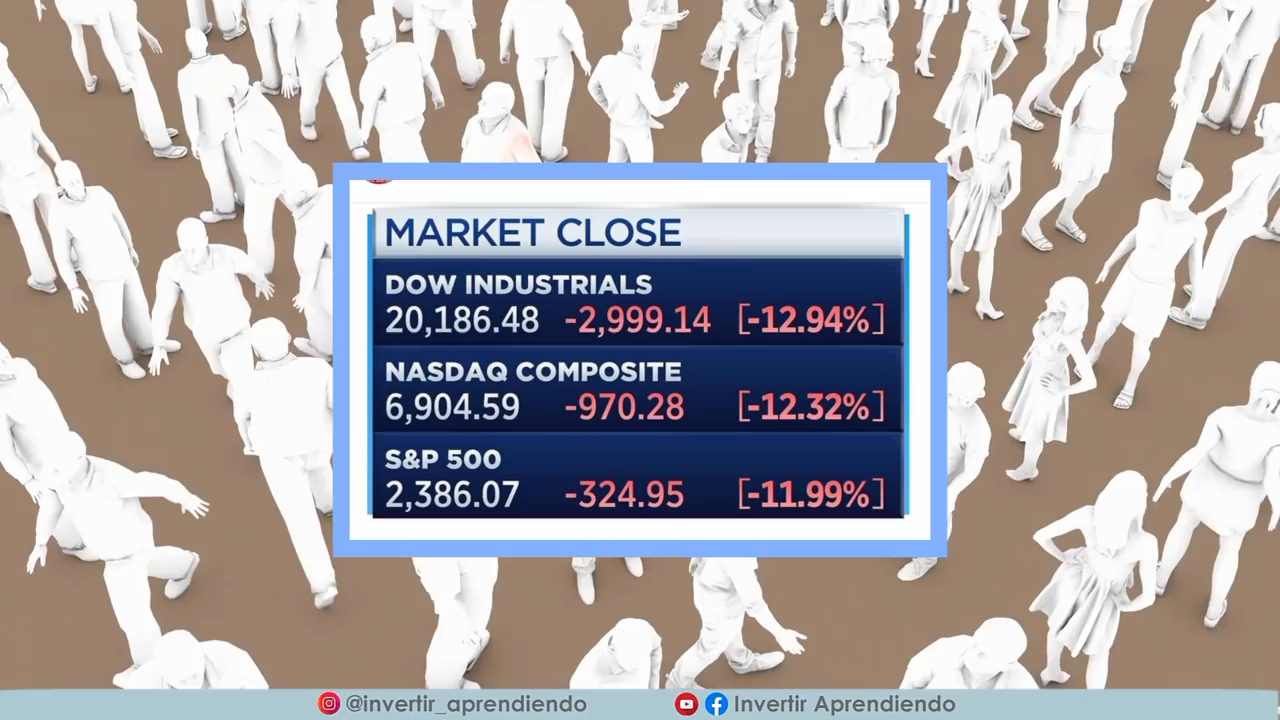 MARKET CLOSE
DOW INDUSTRIALS
20,186.48 -2,999.14 [-12.94%]
NASDAQ COMPOSITE
6,904.59 -970.28 [-12.32%]
S&P 500
2,386.07 -324.95 [-11.99%]
@invertir_aprendiendo Invertir Aprendiendo